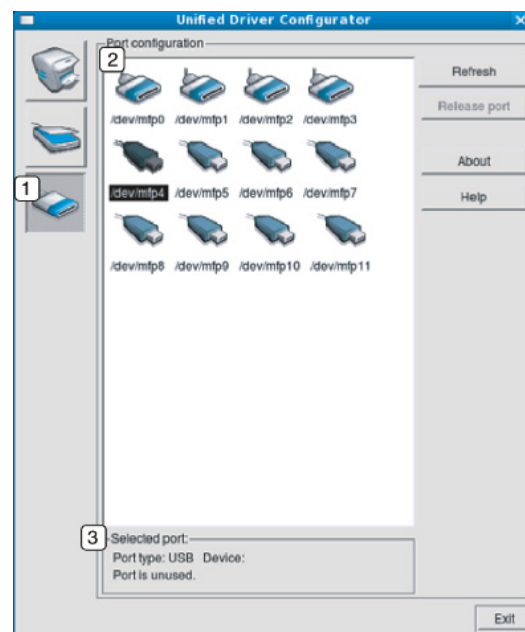 Unified Driver Configurator
Port configuration
2
/dev/mfp0 /dev/mfp1 /dev/mfp2 /dev/mfp3
/dev/mfp4 /dev/mfp5 /dev/mfp6 /dev/mfp7
/dev/mfp8 /dev/mfp9 /dev/mfp10 /dev/mfp11
Refresh
Release port
About
Help
1
3
Selected port:
Port type: USB Device:
Port is unused.
Exit